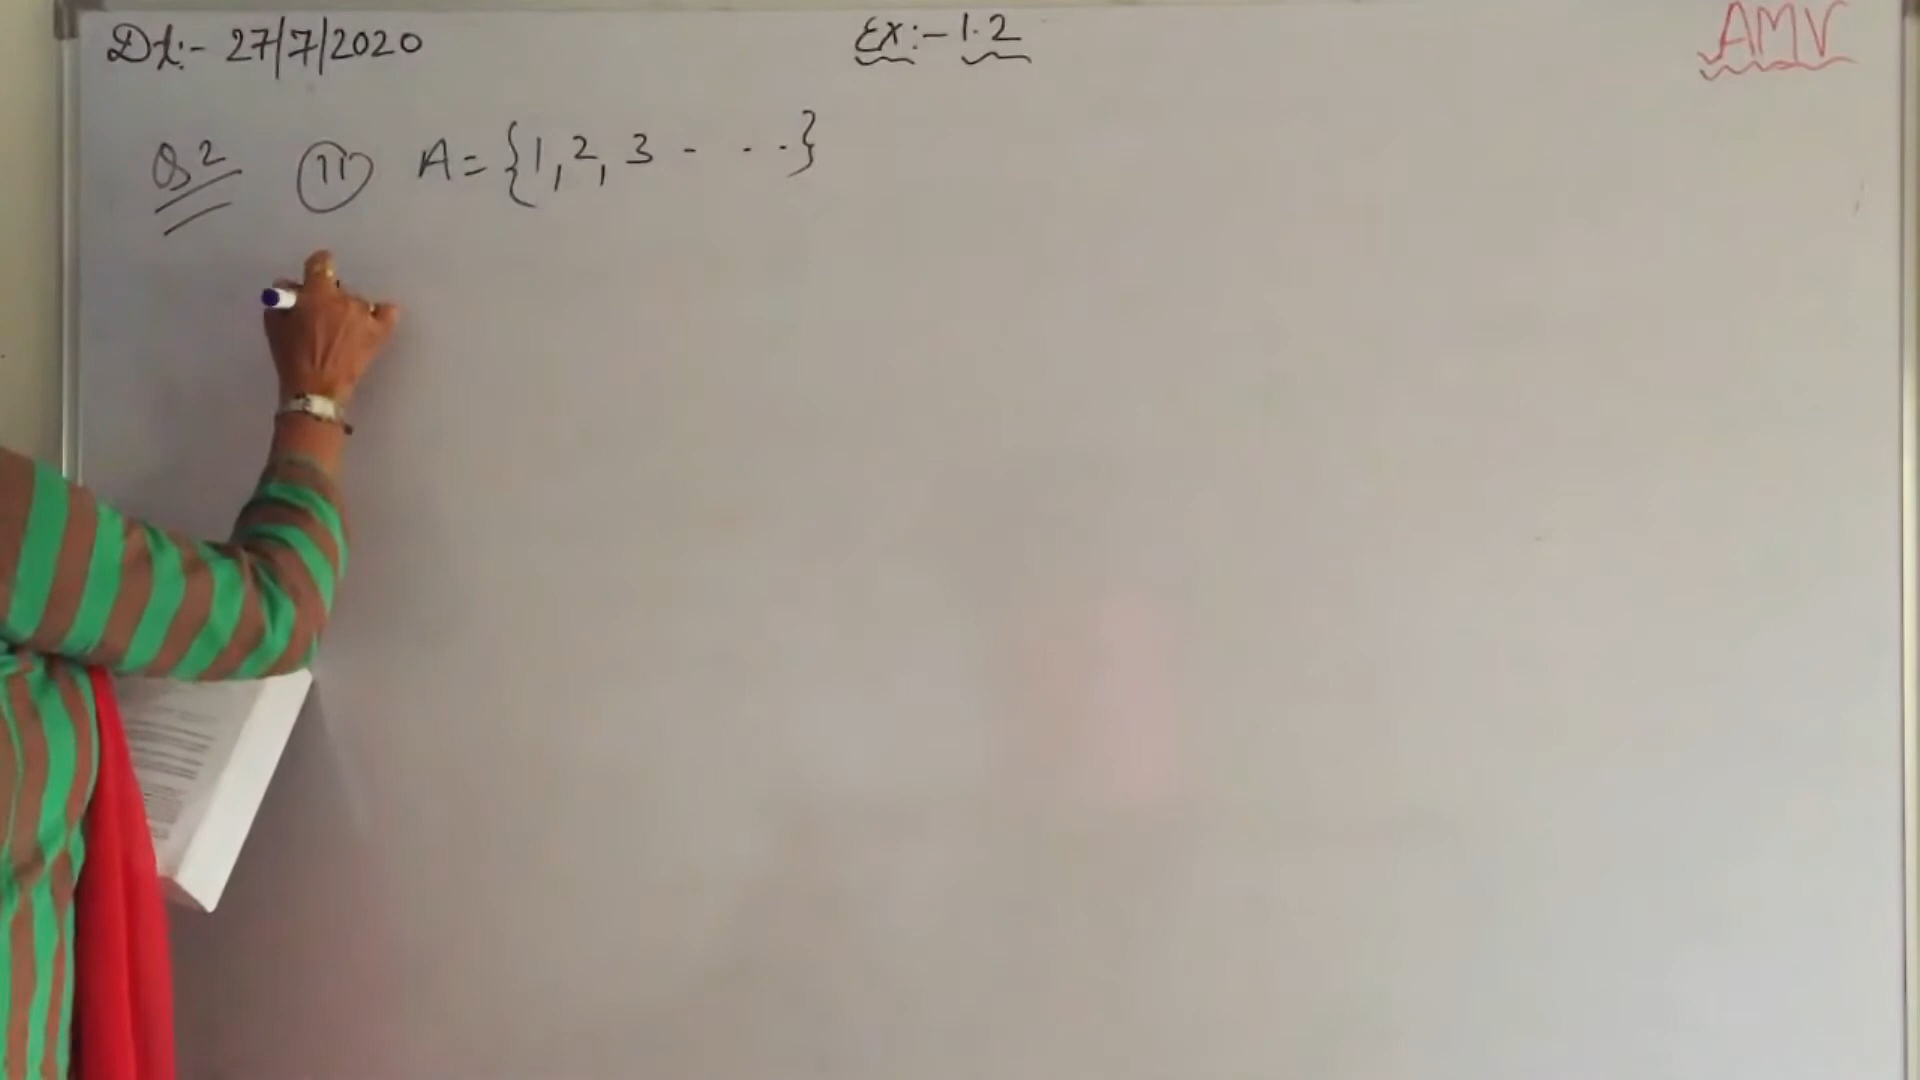 Dt:- 27/7/2020 Ex:- 1.2 AMV
Q2 (ii) A = {1, 2, 3 - - - -}